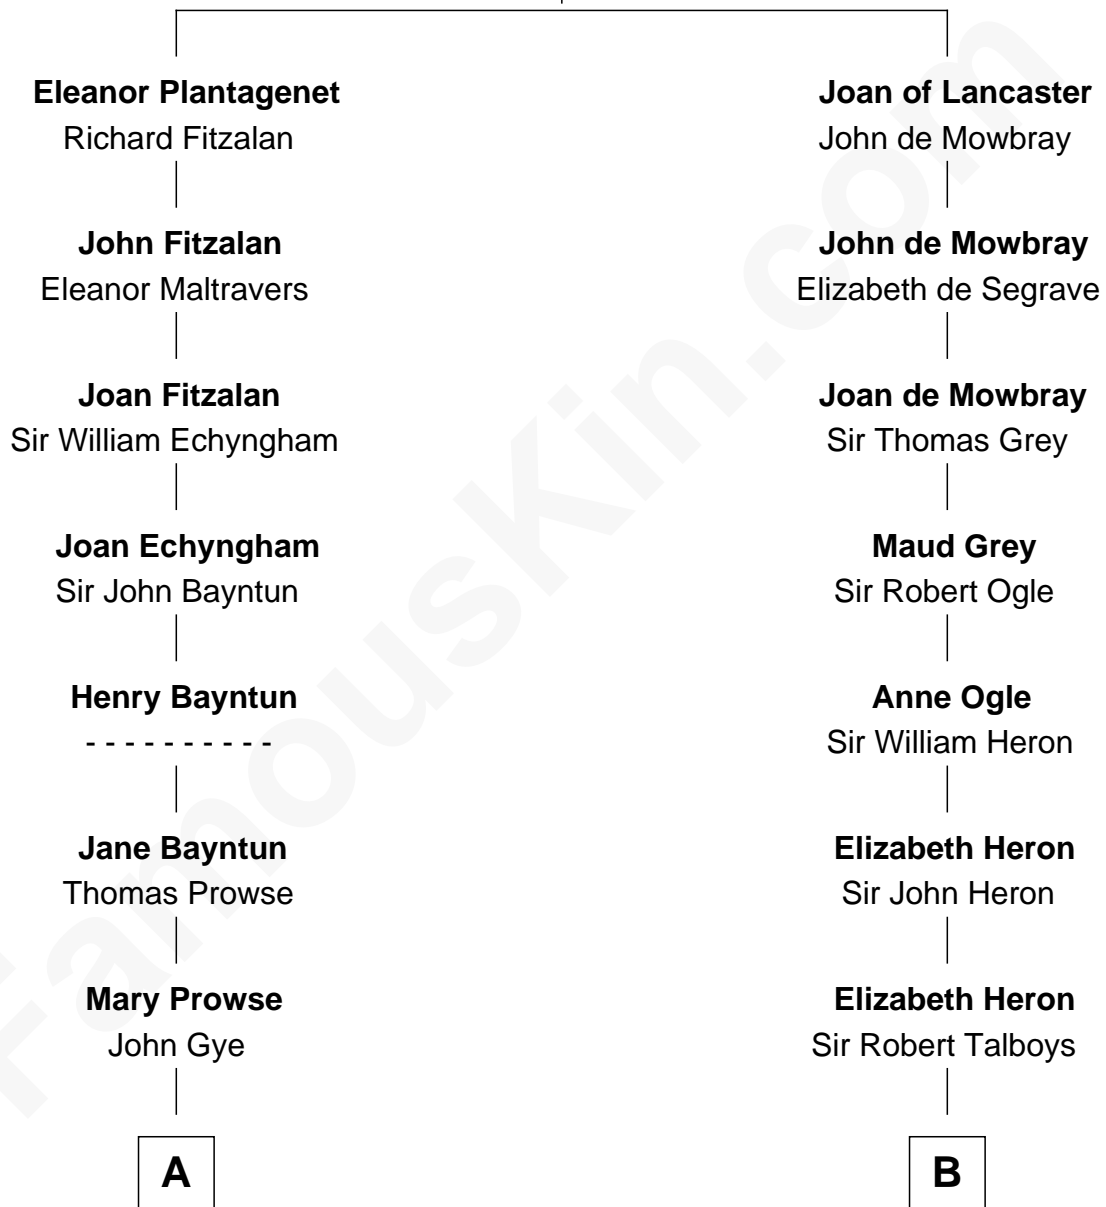 Eleanor Plantagenet
Richard Fitzalan
John Fitzalan
Eleanor Maltravers
Joan Fitzalan
Sir William Echyngham
Joan Echyngham
Sir John Bayntun
Henry Bayntun
- - - - - - - - - -
Jane Bayntun
Thomas Prowse
Mary Prowse
John Gye
A
Joan of Lancaster
John de Mowbray
John de Mowbray
Elizabeth de Segrave
Joan de Mowbray
Sir Thomas Grey
Maud Grey
Sir Robert Ogle
Anne Ogle
Sir William Heron
Elizabeth Heron
Sir John Heron
Elizabeth Heron
Sir Robert Talboys
B
FamousKin.com